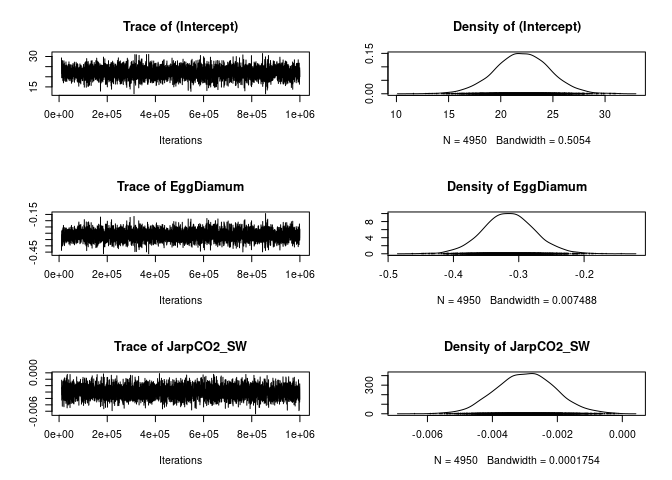 Trace of (Intercept)
30
15
0e+00 2e+05 4e+05 6e+05 8e+05 1e+06
Iterations
Density of (Intercept)
0.15
0.00
10 15 20 25 30
N = 4950 Bandwidth = 0.5054
Trace of EggDiamum
-0.15
-0.45
0e+00 2e+05 4e+05 6e+05 8e+05 1e+06
Iterations
Density of EggDiamum
8
4
0
-0.5 -0.4 -0.3 -0.2
N = 4950 Bandwidth = 0.007488
Trace of JarpCO2_SW
0.000
-0.006
0e+00 2e+05 4e+05 6e+05 8e+05 1e+06
Iterations
Density of JarpCO2_SW
300
0
-0.006 -0.004 -0.002 0.000
N = 4950 Bandwidth = 0.0001754